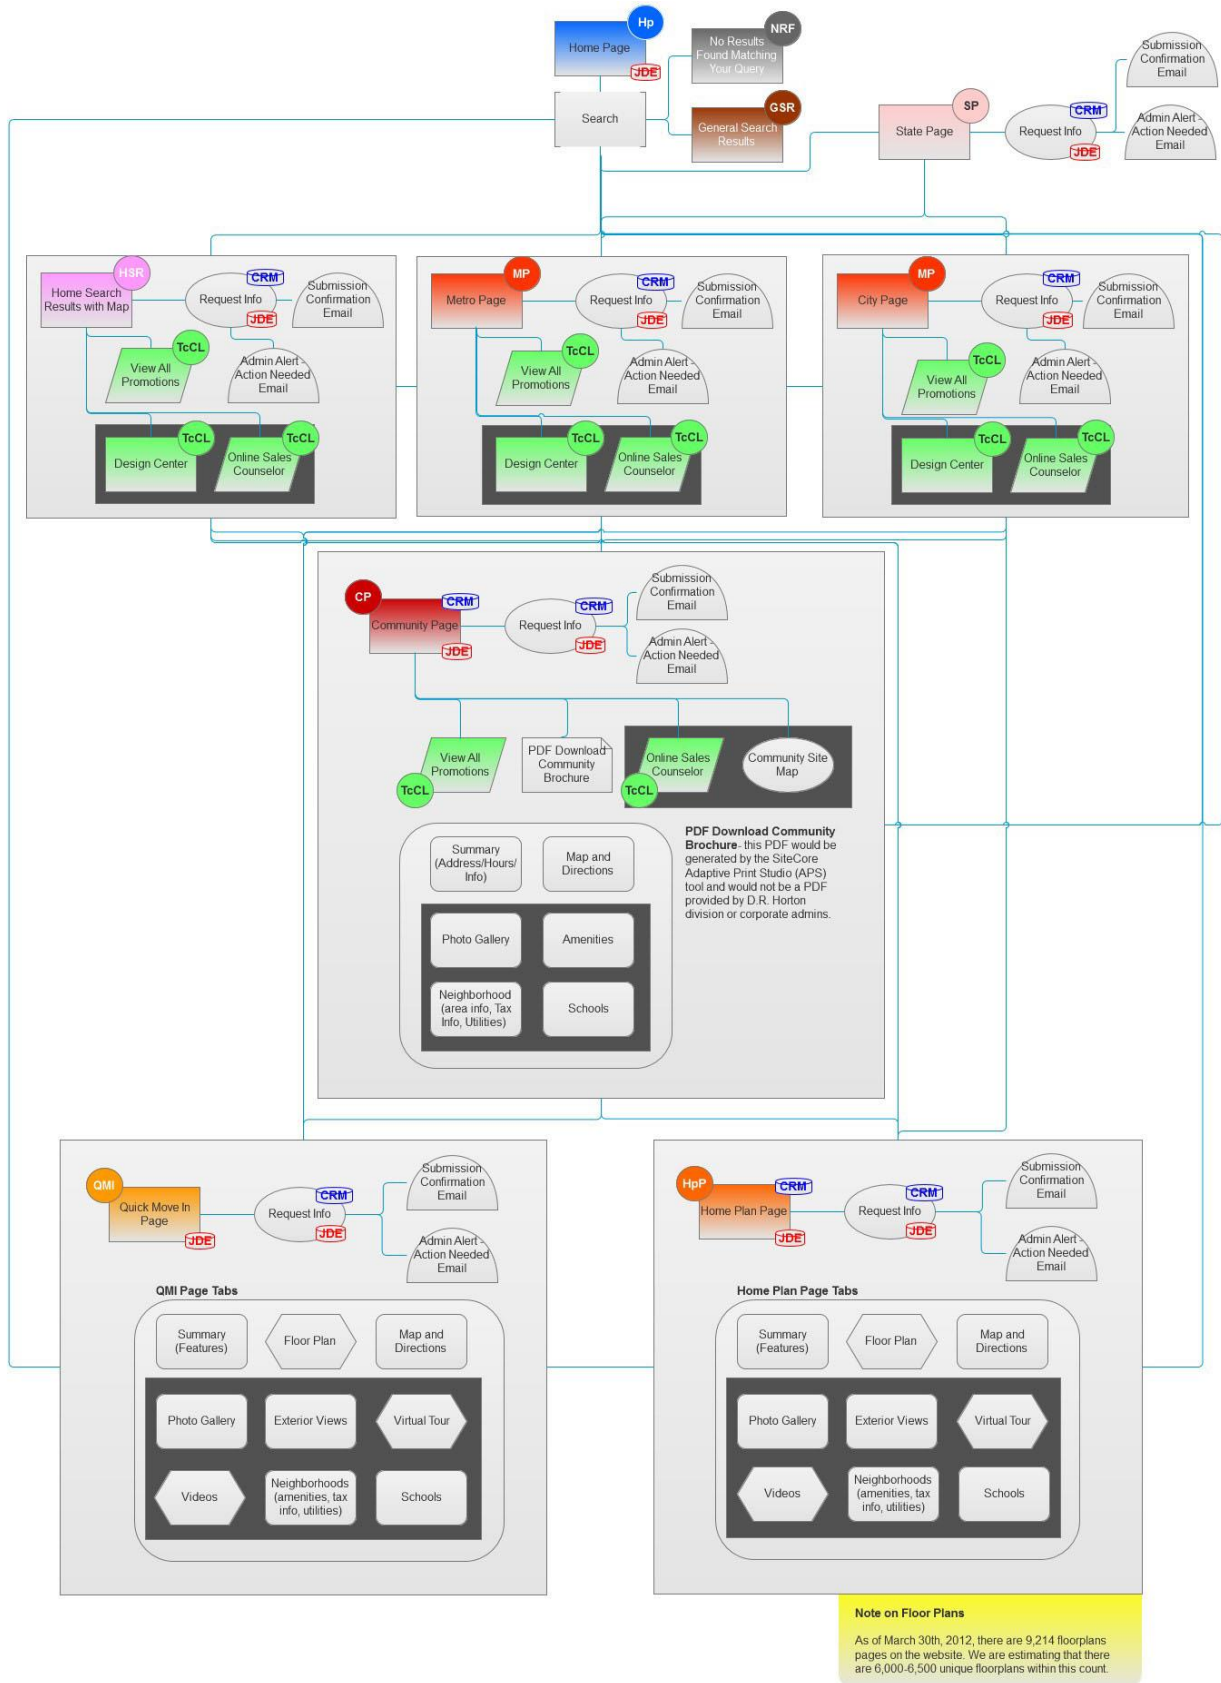 Hp
Home Page
JDE
NRF
No Results
Found Matching
Your Query
Search
GSR
General Search
Results
SP
State Page
CRM
Request Info
JDE
Submission
Confirmation
Email
Admin Alert -
Action Needed
Email
HSR
Home Search
Results with Map
CRM
Request Info
JDE
Submission
Confirmation
Email
TcCL
View All
Promotions
Admin Alert -
Action Needed
Email
TcCL
Design Center
TcCL
Online Sales
Counselor
MP
Metro Page
CRM
Request Info
JDE
Submission
Confirmation
Email
TcCL
View All
Promotions
Admin Alert -
Action Needed
Email
TcCL
Design Center
TcCL
Online Sales
Counselor
MP
City Page
CRM
Request Info
JDE
Submission
Confirmation
Email
TcCL
View All
Promotions
Admin Alert -
Action Needed
Email
TcCL
Design Center
TcCL
Online Sales
Counselor
CP
CRM
Community Page
JDE
CRM
Request Info
JDE
Submission
Confirmation
Email
Admin Alert -
Action Needed
Email
View All
Promotions
TcCL
PDF Download
Community
Brochure
Online Sales
Counselor
TcCL
Community Site
Map
Summary
(Address/Hours/
Info)
Map and
Directions
Photo Gallery
Amenities
Neighborhood
(area info, Tax
Info, Utilities)
Schools
PDF Download Community
Brochure- this PDF would be
generated by the SiteCore
Adaptive Print Studio (APS)
tool and would not be a PDF
provided by D.R. Horton
division or corporate admins.
QMI
Quick Move In
Page
JDE
CRM
Request Info
JDE
Submission
Confirmation
Email
Admin Alert -
Action Needed
Email
QMI Page Tabs
Summary
(Features)
Floor Plan
Map and
Directions
Photo Gallery
Exterior Views
Virtual Tour
Videos
Neighborhoods
(amenities, tax
info, utilities)
Schools
HpP
CRM
Home Plan Page
JDE
CRM
Request Info
JDE
Submission
Confirmation
Email
Admin Alert -
Action Needed
Email
Home Plan Page Tabs
Summary
(Features)
Floor Plan
Map and
Directions
Photo Gallery
Exterior Views
Virtual Tour
Videos
Neighborhoods
(amenities, tax
info, utilities)
Schools
Note on Floor Plans
As of March 30th, 2012, there are 9,214 floorplans
pages on the website. We are estimating that there
are 6,000-6,500 unique floorplans within this count.